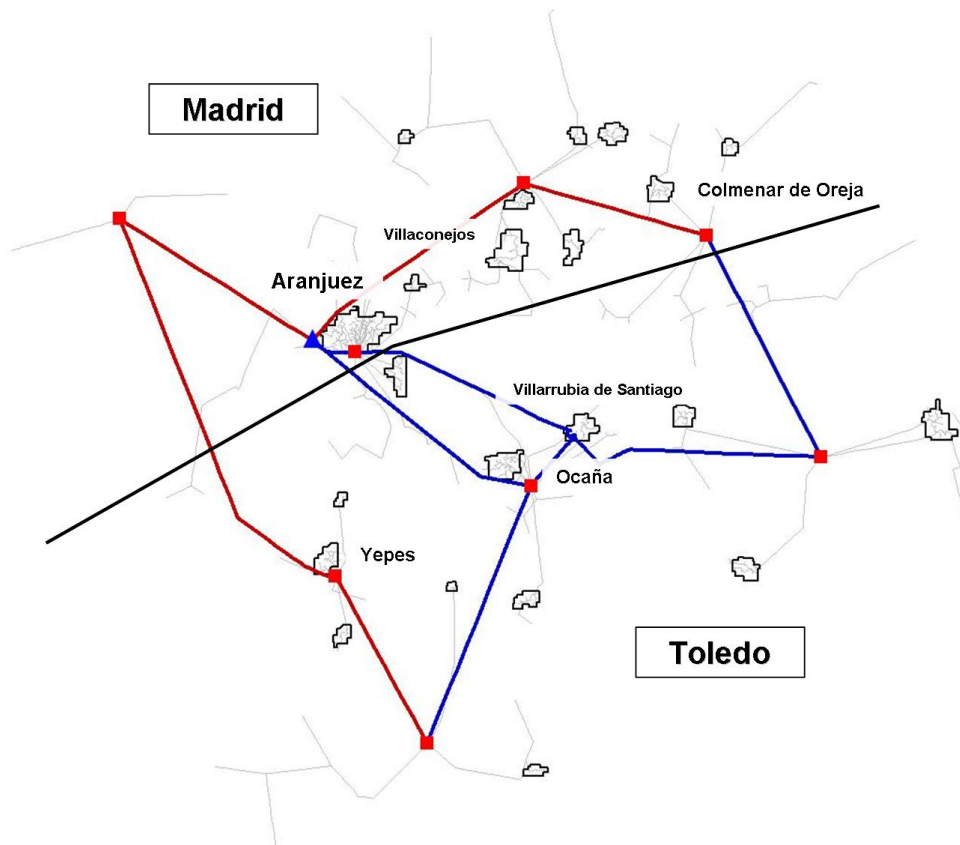 Madrid
Colmenar de Oreja
Villaconejos
Aranjuez
Villarrubia de Santiago
Ocaña
Yepes
Toledo